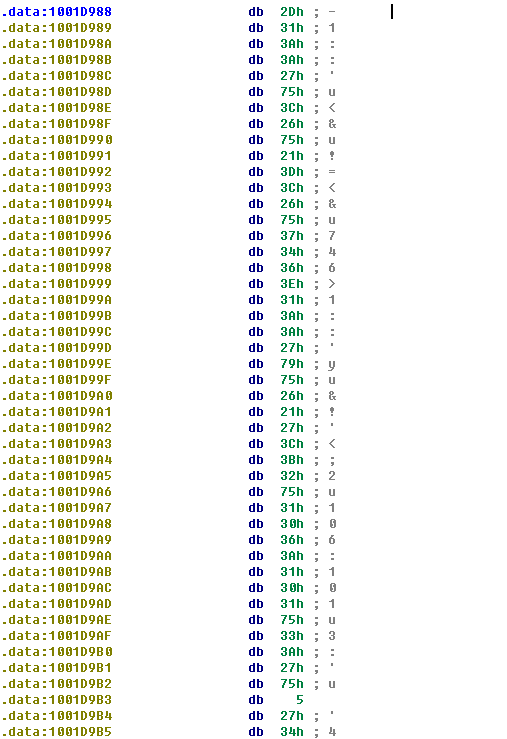 .data:1001D988 db 2Dh ; -
.data:1001D989 db 31h ; 1
.data:1001D98A db 3Ah ; :
.data:1001D98B db 3Ah ; :
.data:1001D98C db 27h ; '
.data:1001D98D db 75h ; u
.data:1001D98E db 3Ch ; <
.data:1001D98F db 26h ; &
.data:1001D990 db 75h ; u
.data:1001D991 db 21h ; !
.data:1001D992 db 3Dh ; =
.data:1001D993 db 3Ch ; <
.data:1001D994 db 26h ; &
.data:1001D995 db 75h ; u
.data:1001D996 db 37h ; 7
.data:1001D997 db 34h ; 4
.data:1001D998 db 36h ; 6
.data:1001D999 db 3Eh ; >
.data:1001D99A db 31h ; 1
.data:1001D99B db 3Ah ; :
.data:1001D99C db 3Ah ; :
.data:1001D99D db 27h ; '
.data:1001D99E db 79h ; y
.data:1001D99F db 75h ; u
.data:1001D9A0 db 26h ; &
.data:1001D9A1 db 21h ; !
.data:1001D9A2 db 27h ; '
.data:1001D9A3 db 3Ch ; <
.data:1001D9A4 db 3Bh ; ;
.data:1001D9A5 db 32h ; 2
.data:1001D9A6 db 75h ; u
.data:1001D9A7 db 31h ; 1
.data:1001D9A8 db 30h ; 0
.data:1001D9A9 db 36h ; 6
.data:1001D9AA db 3Ah ; :
.data:1001D9AB db 31h ; 1
.data:1001D9AC db 30h ; 0
.data:1001D9AD db 31h ; 1
.data:1001D9AE db 75h ; u
.data:1001D9AF db 33h ; 3
.data:1001D9B0 db 3Ah ; :
.data:1001D9B1 db 27h ; '
.data:1001D9B2 db 75h ; u
.data:1001D9B3 db 5
.data:1001D9B4 db 27h ; '
.data:1001D9B5 db 34h ; 4